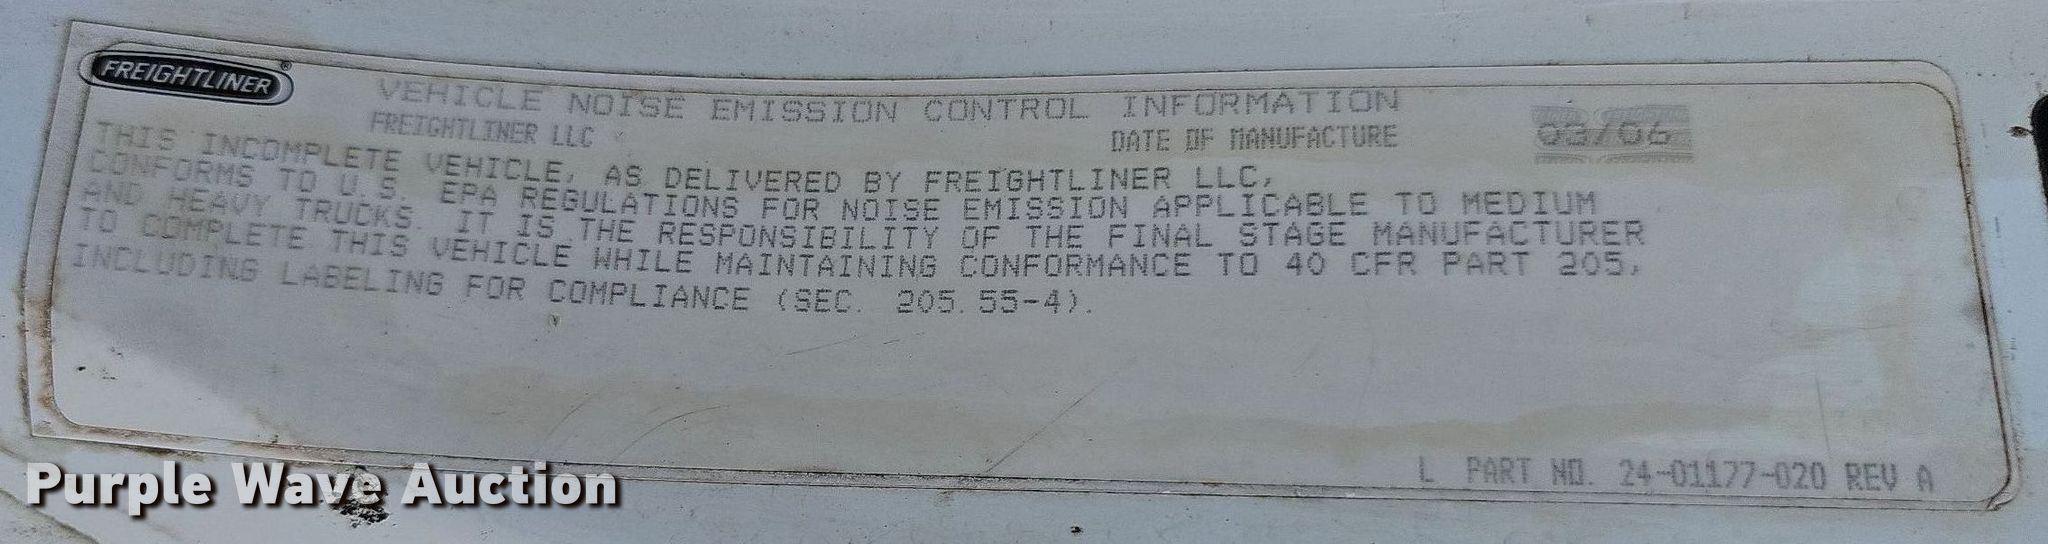 FREIGHTLINER®
VEHICLE NOISE EMISSION CONTROL INFORMATION
FREIGHTLINER LLC DATE OF MANUFACTURE 03/06
THIS INCOMPLETE VEHICLE, AS DELIVERED BY FREIGHTLINER LLC,
CONFORMS TO U.S. EPA REGULATIONS FOR NOISE EMISSION APPLICABLE TO MEDIUM
AND HEAVY TRUCKS. IT IS THE RESPONSIBILITY OF THE FINAL STAGE MANUFACTURER
TO COMPLETE THIS VEHICLE WHILE MAINTAINING CONFORMANCE TO 40 CFR PART 205,
INCLUDING LABELING FOR COMPLIANCE (SEC. 205.55-4).
L PART NO. 24-01177-020 REV A
Purple Wave Auction